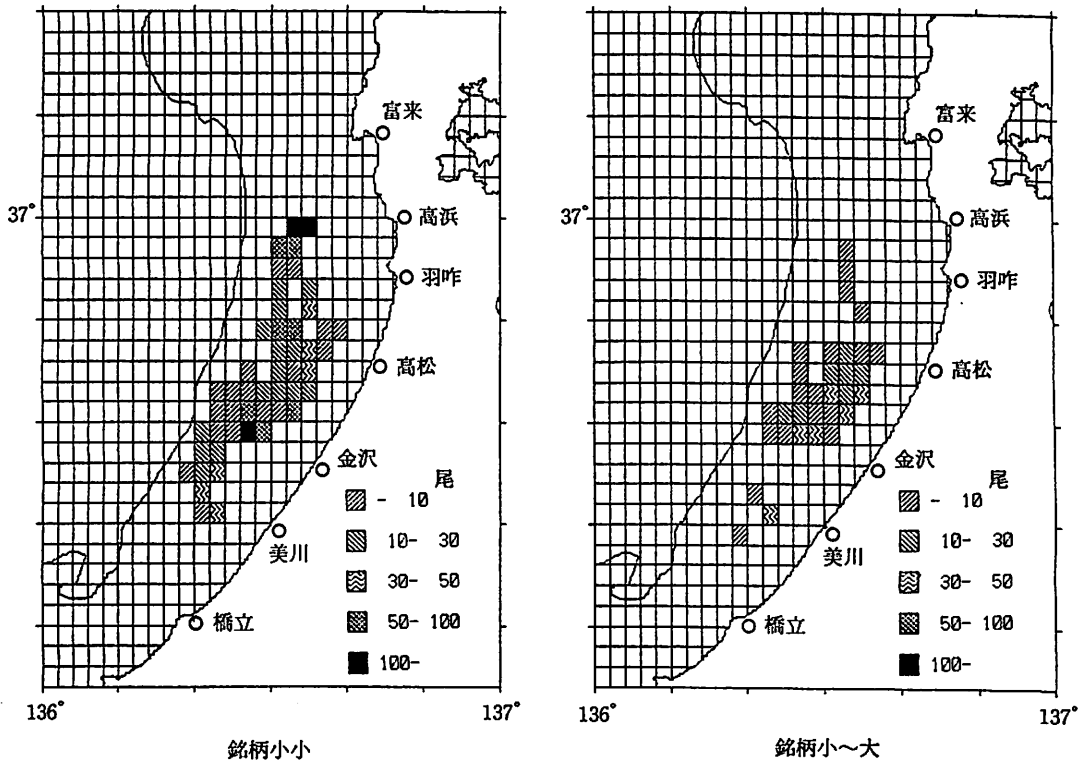 富来
37°
高浜
羽咋
高松
金沢
尾
- 10
10- 30
30- 50
50- 100
100-
美川
橋立
136°
137°
銘柄小小
富来
37°
高浜
羽咋
高松
金沢
尾
- 10
10- 30
30- 50
50- 100
100-
美川
橋立
136°
137°
銘柄小～大